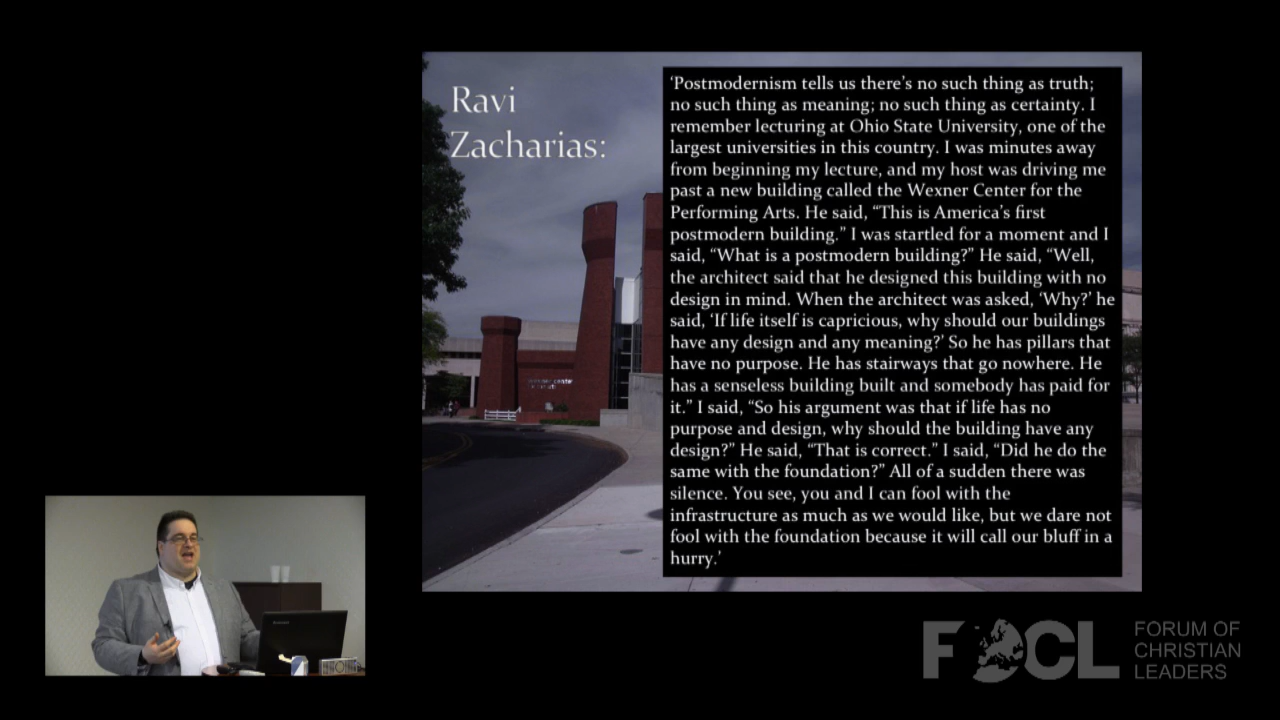 Ravi
Zacharias:
‘Postmodernism tells us there’s no such thing as truth;
no such thing as meaning; no such thing as certainty. I
remember lecturing at Ohio State University, one of the
largest universities in this country. I was minutes away
from beginning my lecture, and my host was driving me
past a new building called the Wexner Center for the
Performing Arts. He said, “This is America’s first
postmodern building.” I was startled for a moment and I
said, “What is a postmodern building?” He said, “Well,
the architect said that he designed this building with no
design in mind. When the architect was asked, ‘Why?’ he
said, ‘If life itself is capricious, why should our buildings
have any design and any meaning?’ So he has pillars that
have no purpose. He has stairways that go nowhere. He
has a senseless building built and somebody has paid for
it.” I said, “So his argument was that if life has no
purpose and design, why should the building have any
design?” He said, “That is correct.” I said, “Did he do the
same with the foundation?” All of a sudden there was
silence. You see, you and I can fool with the
infrastructure as much as we would like, but we dare not
fool with the foundation because it will call our bluff in a
hurry.’
wexner center
FOCL
FORUM OF
CHRISTIAN
LEADERS